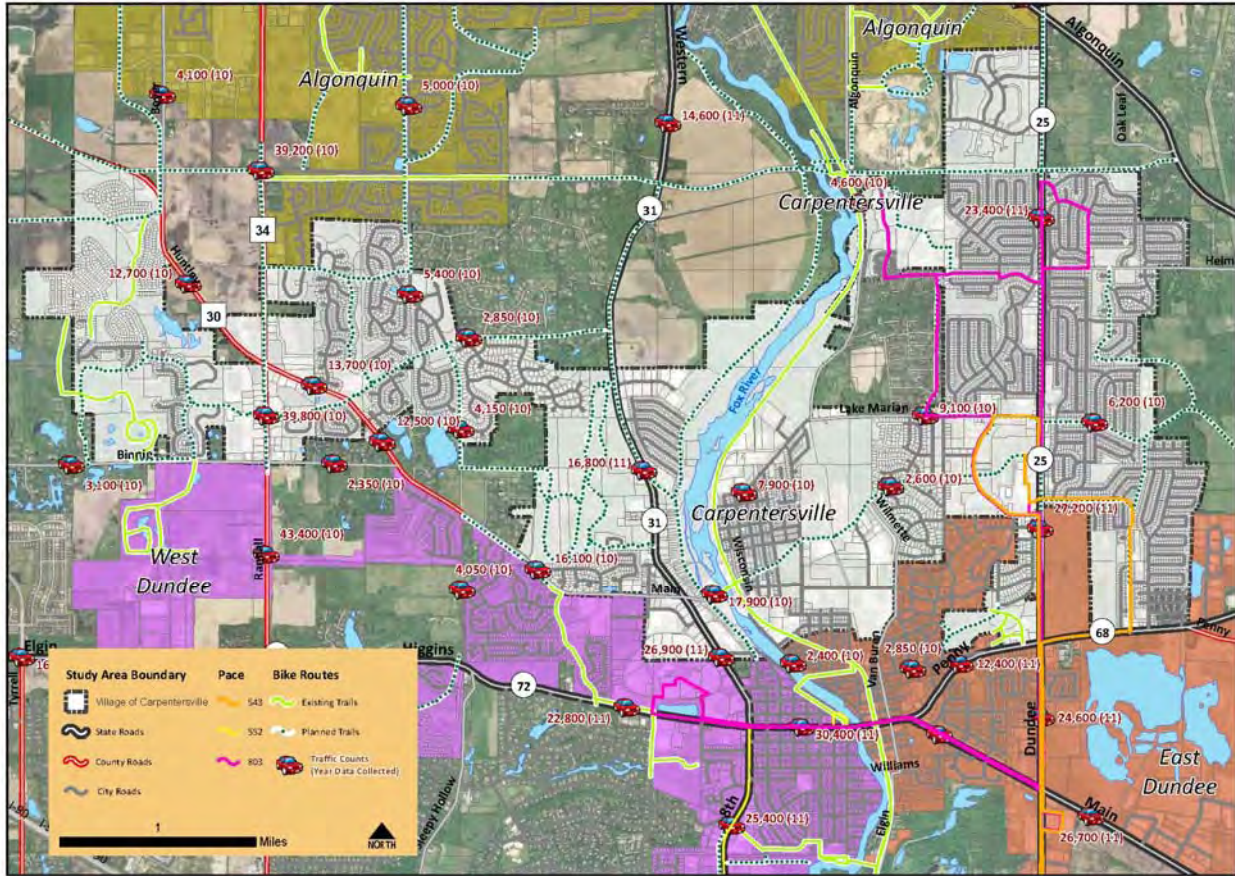 Algonquin
Algonquin
Algonquin
Algonquin
Western
25
Oak Leaf
4,100 (10)
5,000 (10)
14,600 (11)
39,200 (10)
4,600 (10)
Carpentersville
31
34
23,400 (11)
Huntley
12,700 (10)
5,400 (10)
30
2,850 (10)
Fox River
13,700 (10)
39,800 (10)
12,500 (10)
4,150 (10)
Lake Marian
9,100 (10)
6,200 (10)
Binnie
3,100 (10)
2,350 (10)
16,800 (11)
25
7,900 (10)
2,600 (10)
Wilmette
31
Carpentersville
27,200 (11)
West
Dundee
43,400 (10)
Randall
16,100 (10)
4,050 (10)
Wisconsin
Main
17,900 (10)
68
Penny
Elgin
Tyrrell
Higgins
72
26,900 (11)
2,400 (10)
Van Buren
2,850 (10)
Penny
12,400 (11)
22,800 (11)
30,400 (11)
Dundee
24,600 (11)
Williams
East
Dundee
Sleepy Hollow
8th
25,400 (11)
Elgin
Main
26,700 (11)
I-90
Study Area Boundary
Village of Carpentersville
State Roads
County Roads
City Roads
Pace
543
552
803
Bike Routes
Existing Trails
Planned Trails
Traffic Counts
(Year Data Collected)
1
Miles
NORTH